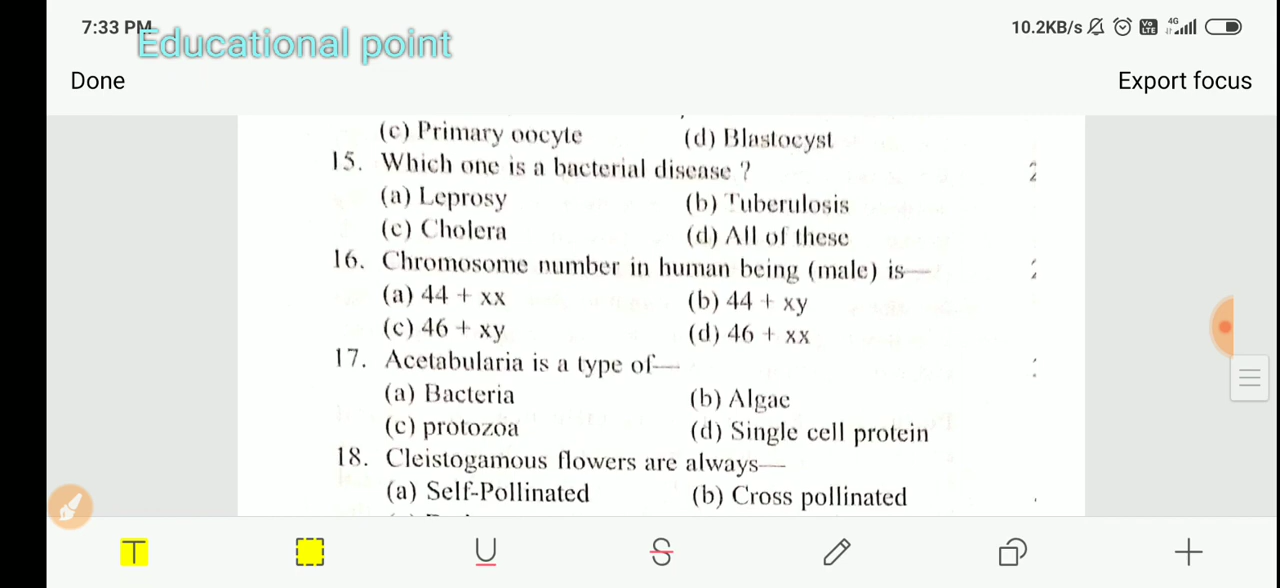 7:33 PM
10.2KB/s
4G
Vo LTE
Educational point
Done
Export focus
(c) Primary oocyte (d) Blastocyst
15. Which one is a bacterial disease ?
(a) Leprosy (b) Tuberulosis
(c) Cholera (d) All of these
16. Chromosome number in human being (male) is—
(a) 44 + xx (b) 44 + xy
(c) 46 + xy (d) 46 + xx
17. Acetabularia is a type of—
(a) Bacteria (b) Algae
(c) protozoa (d) Single cell protein
18. Cleistogamous flowers are always—
(a) Self-Pollinated (b) Cross pollinated
T
U
S